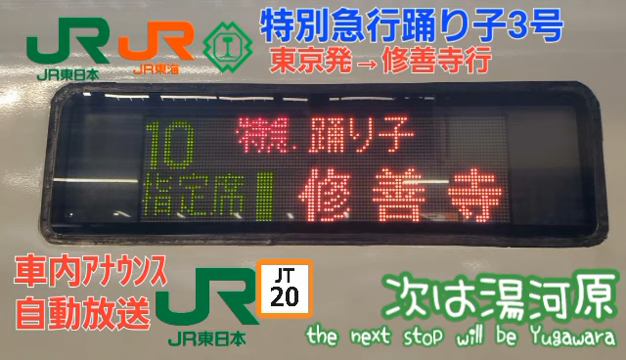 特別急行踊り子3号
JR JR
JR東日本 JR東海
東京発→修善寺行
10 特急 踊り子
指定席 修善寺
車内アナウンス
自動放送
JR
JR東日本
JT
20
次は湯河原
the next stop will be Yugawara